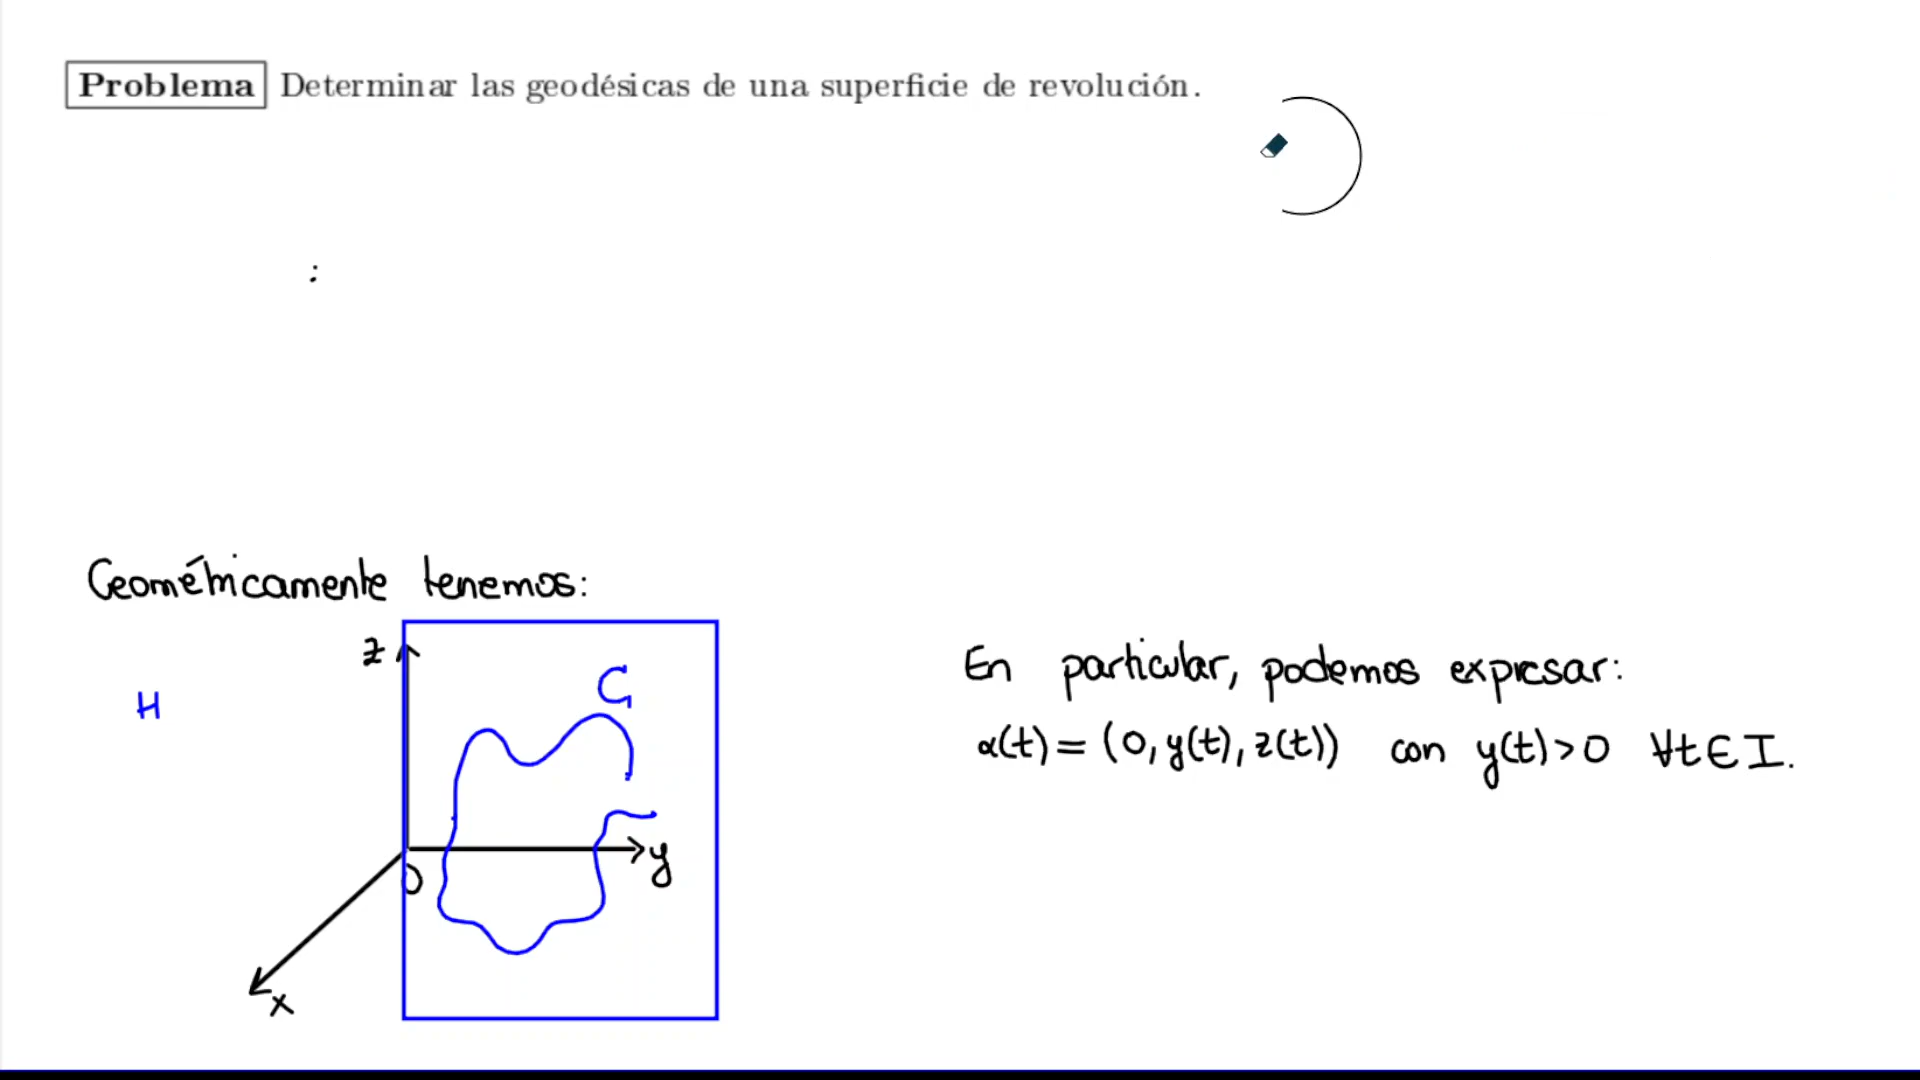 Problema Determinar las geodésicas de una superficie de revolución.
:
Geométricamente tenemos:
z
H
C
y
O
x
En particular, podemos expresar:
α(t) = (0, y(t), z(t)) con y(t) > 0 ∀t ∈ I.